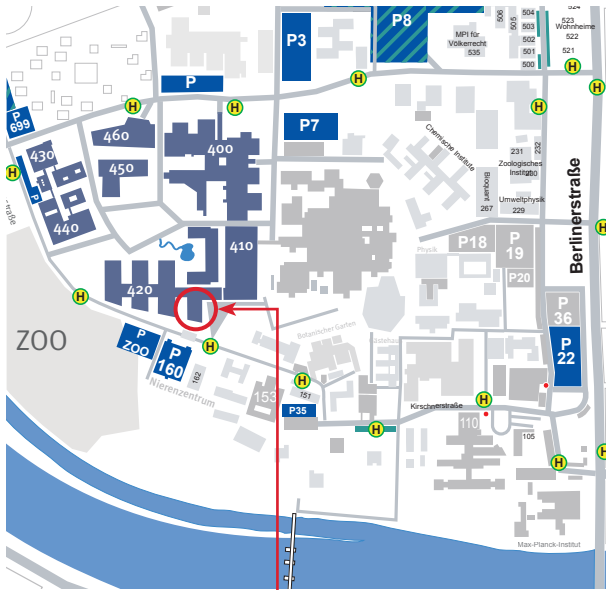 524
523
Wohnheime
522
521
506
505
504
503
502
501
500
P8
P3
MPI für
Völkerrecht
535
H
P
H
H
H
H
P
699
460
400
P7
H
430
450
H
P
440
Chemische Institute
231
232
Zoologisches
Institut
230
Bioquant
267
Umweltphysik
229
Berlinerstraße
straße
410
H
Physik
P18
P
19
P20
420
H
P
36
P
22
ZOO
P
ZOO
H
P
160
162
Nierenzentrum
Botanischer Garten
Gästehaus
H
H
153
151
P35
Kirschnerstraße
H
H
110
105
H
H
Max-Planck-Institut